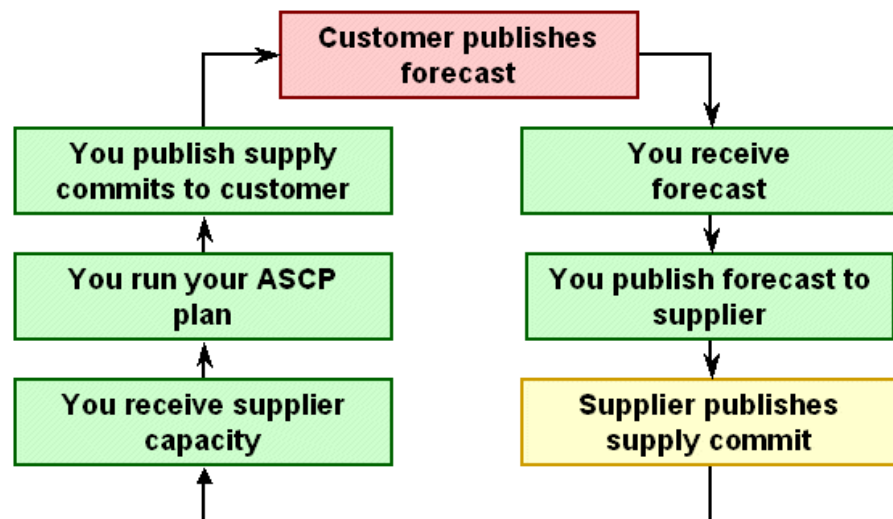 Customer publishes
forecast
You publish supply
commits to customer
You receive
forecast
You run your ASCP
plan
You publish forecast to
supplier
You receive supplier
capacity
Supplier publishes
supply commit